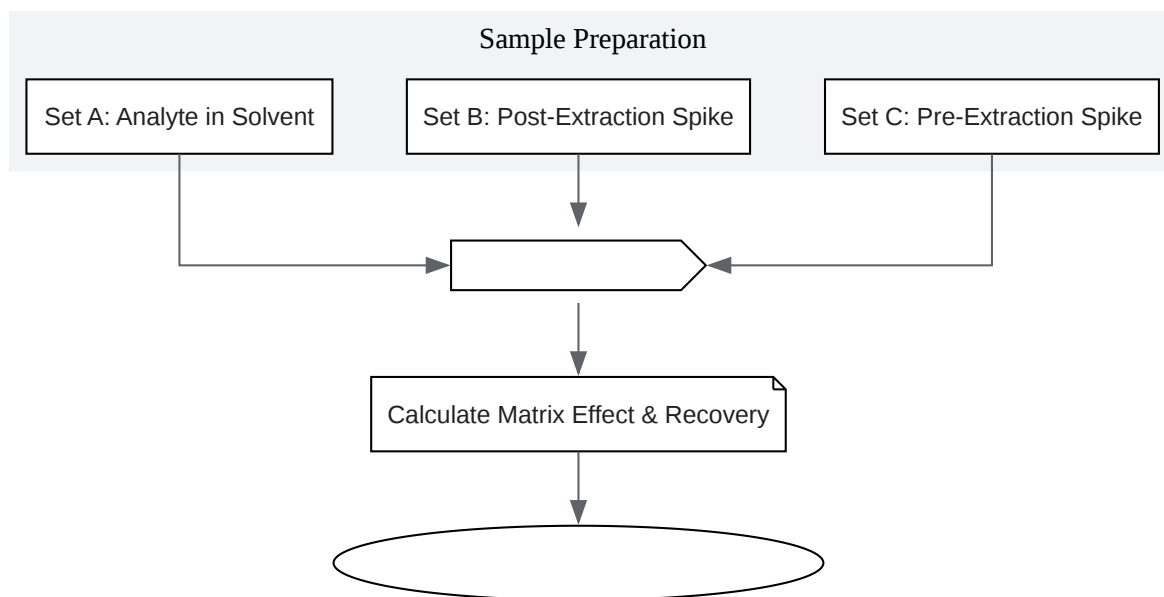 Sample Preparation
Set A: Analyte in Solvent
Set B: Post-Extraction Spike
Set C: Pre-Extraction Spike
Calculate Matrix Effect & Recovery